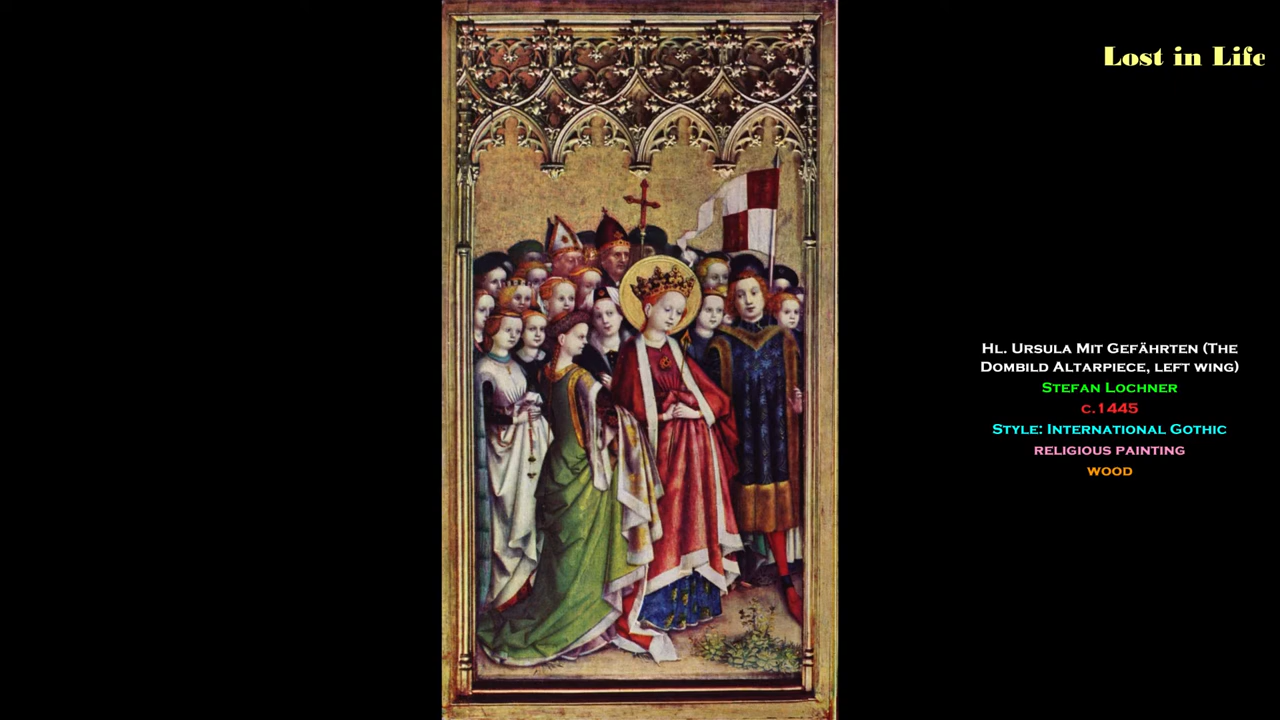 Lost in Life
Hl. Ursula Mit Gefährten (The
Dombild Altarpiece, left wing)
Stefan Lochner
c.1445
Style: International Gothic
religious painting
wood